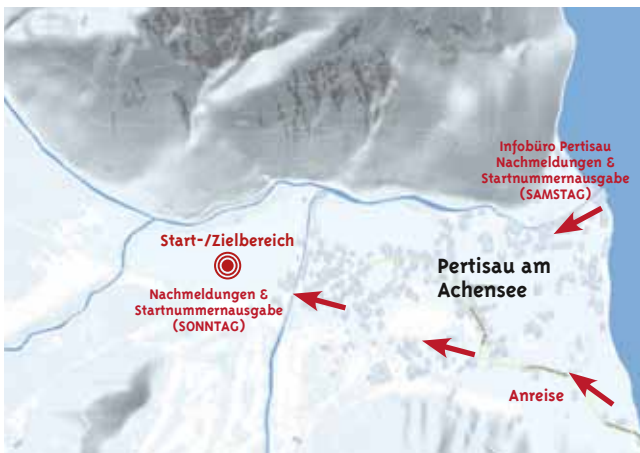 Infobüro Pertisau
Nachmeldungen &
Startnummernausgabe
(SAMSTAG)
Start-/Zielbereich
Nachmeldungen &
Startnummernausgabe
(SONNTAG)
Pertisau am
Achensee
Anreise